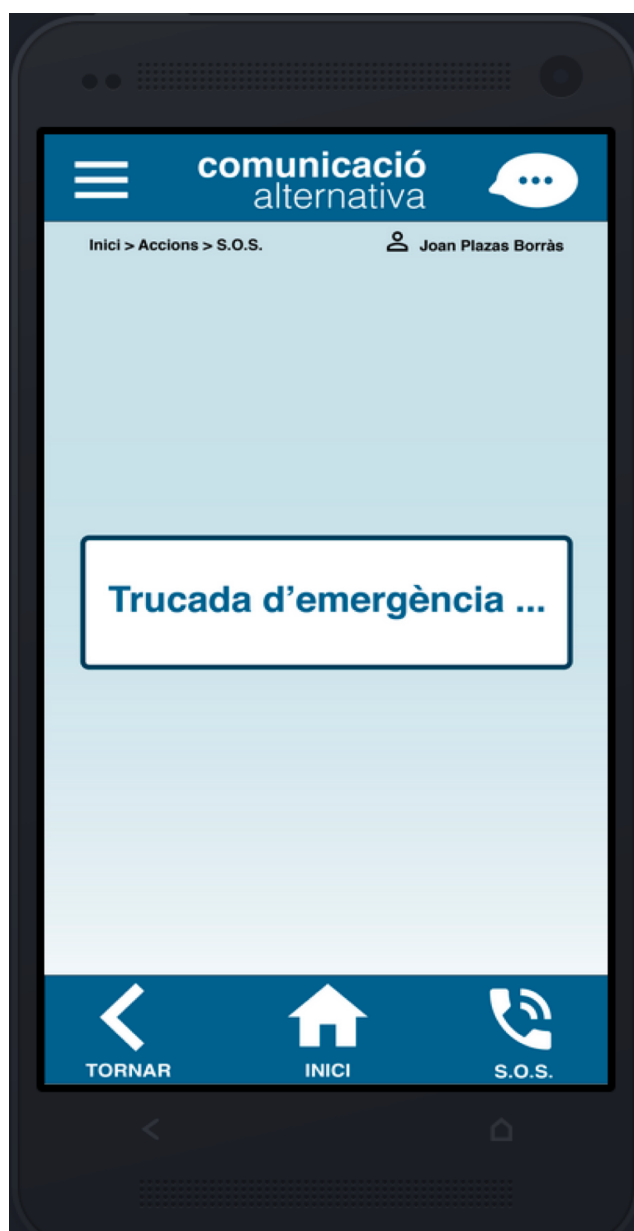 comunicació
alternativa
Inici > Accions > S.O.S.
Joan Plazas Borràs
Trucada d’emergència ...
TORNAR
INICI
S.O.S.